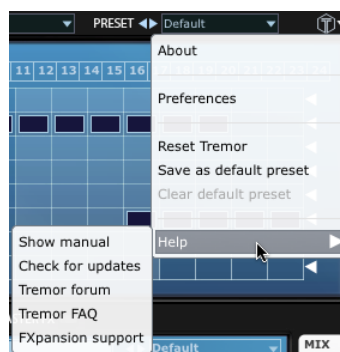 PRESET Default
About
11 12 13 14 15 16
Preferences
Reset Tremor
Save as default preset
Clear default preset
Help
Show manual
Check for updates
Tremor forum
Tremor FAQ
FXpansion support
Default
MIX